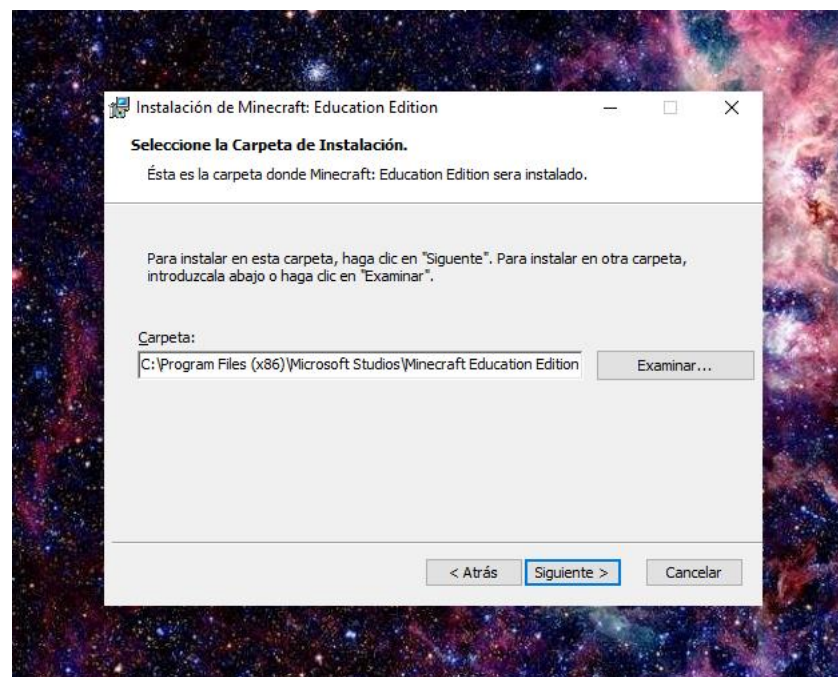 Instalación de Minecraft: Education Edition
Seleccione la Carpeta de Instalación.
Ésta es la carpeta donde Minecraft: Education Edition sera instalado.
Para instalar en esta carpeta, haga clic en "Siguente". Para instalar en otra carpeta,
introduzcala abajo o haga clic en "Examinar".
Carpeta:
C:\Program Files (x86)\Microsoft Studios\Minecraft Education Edition
Examinar...
< Atrás
Siguiente >
Cancelar